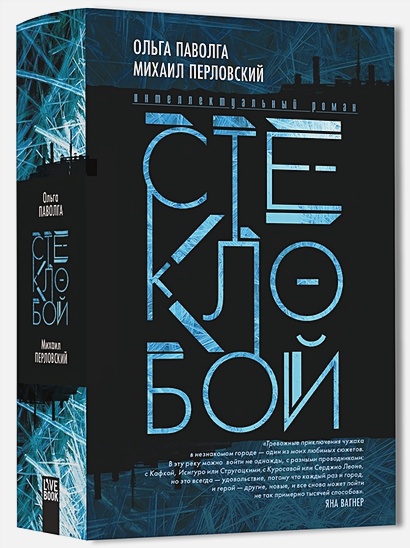 ОЛЬГА ПАВОЛГА
МИХАИЛ ПЕРЛОВСКИЙ
интеллектуальный роман
СТЕ
КЛО-
БОЙ
«Тревожные приключения чужака
в незнакомом городе — один из моих любимых сюжетов.
В эту реку можно войти не однажды, с разными проводниками:
с Кафкой, Исигуро или Стругацкими, с Куросавой или Серджио Леоне,
но это всегда — удовольствие, потому что каждый раз и город,
и герой — другие, новые, и все снова может пойти
не так примерно тысячей способов».
ЯНА ВАГНЕР
Ольга
ПАВОЛГА
СТЕ
КЛО-
БОЙ
Михаил
ПЕРЛОВСКИЙ
LIVE
BOOK